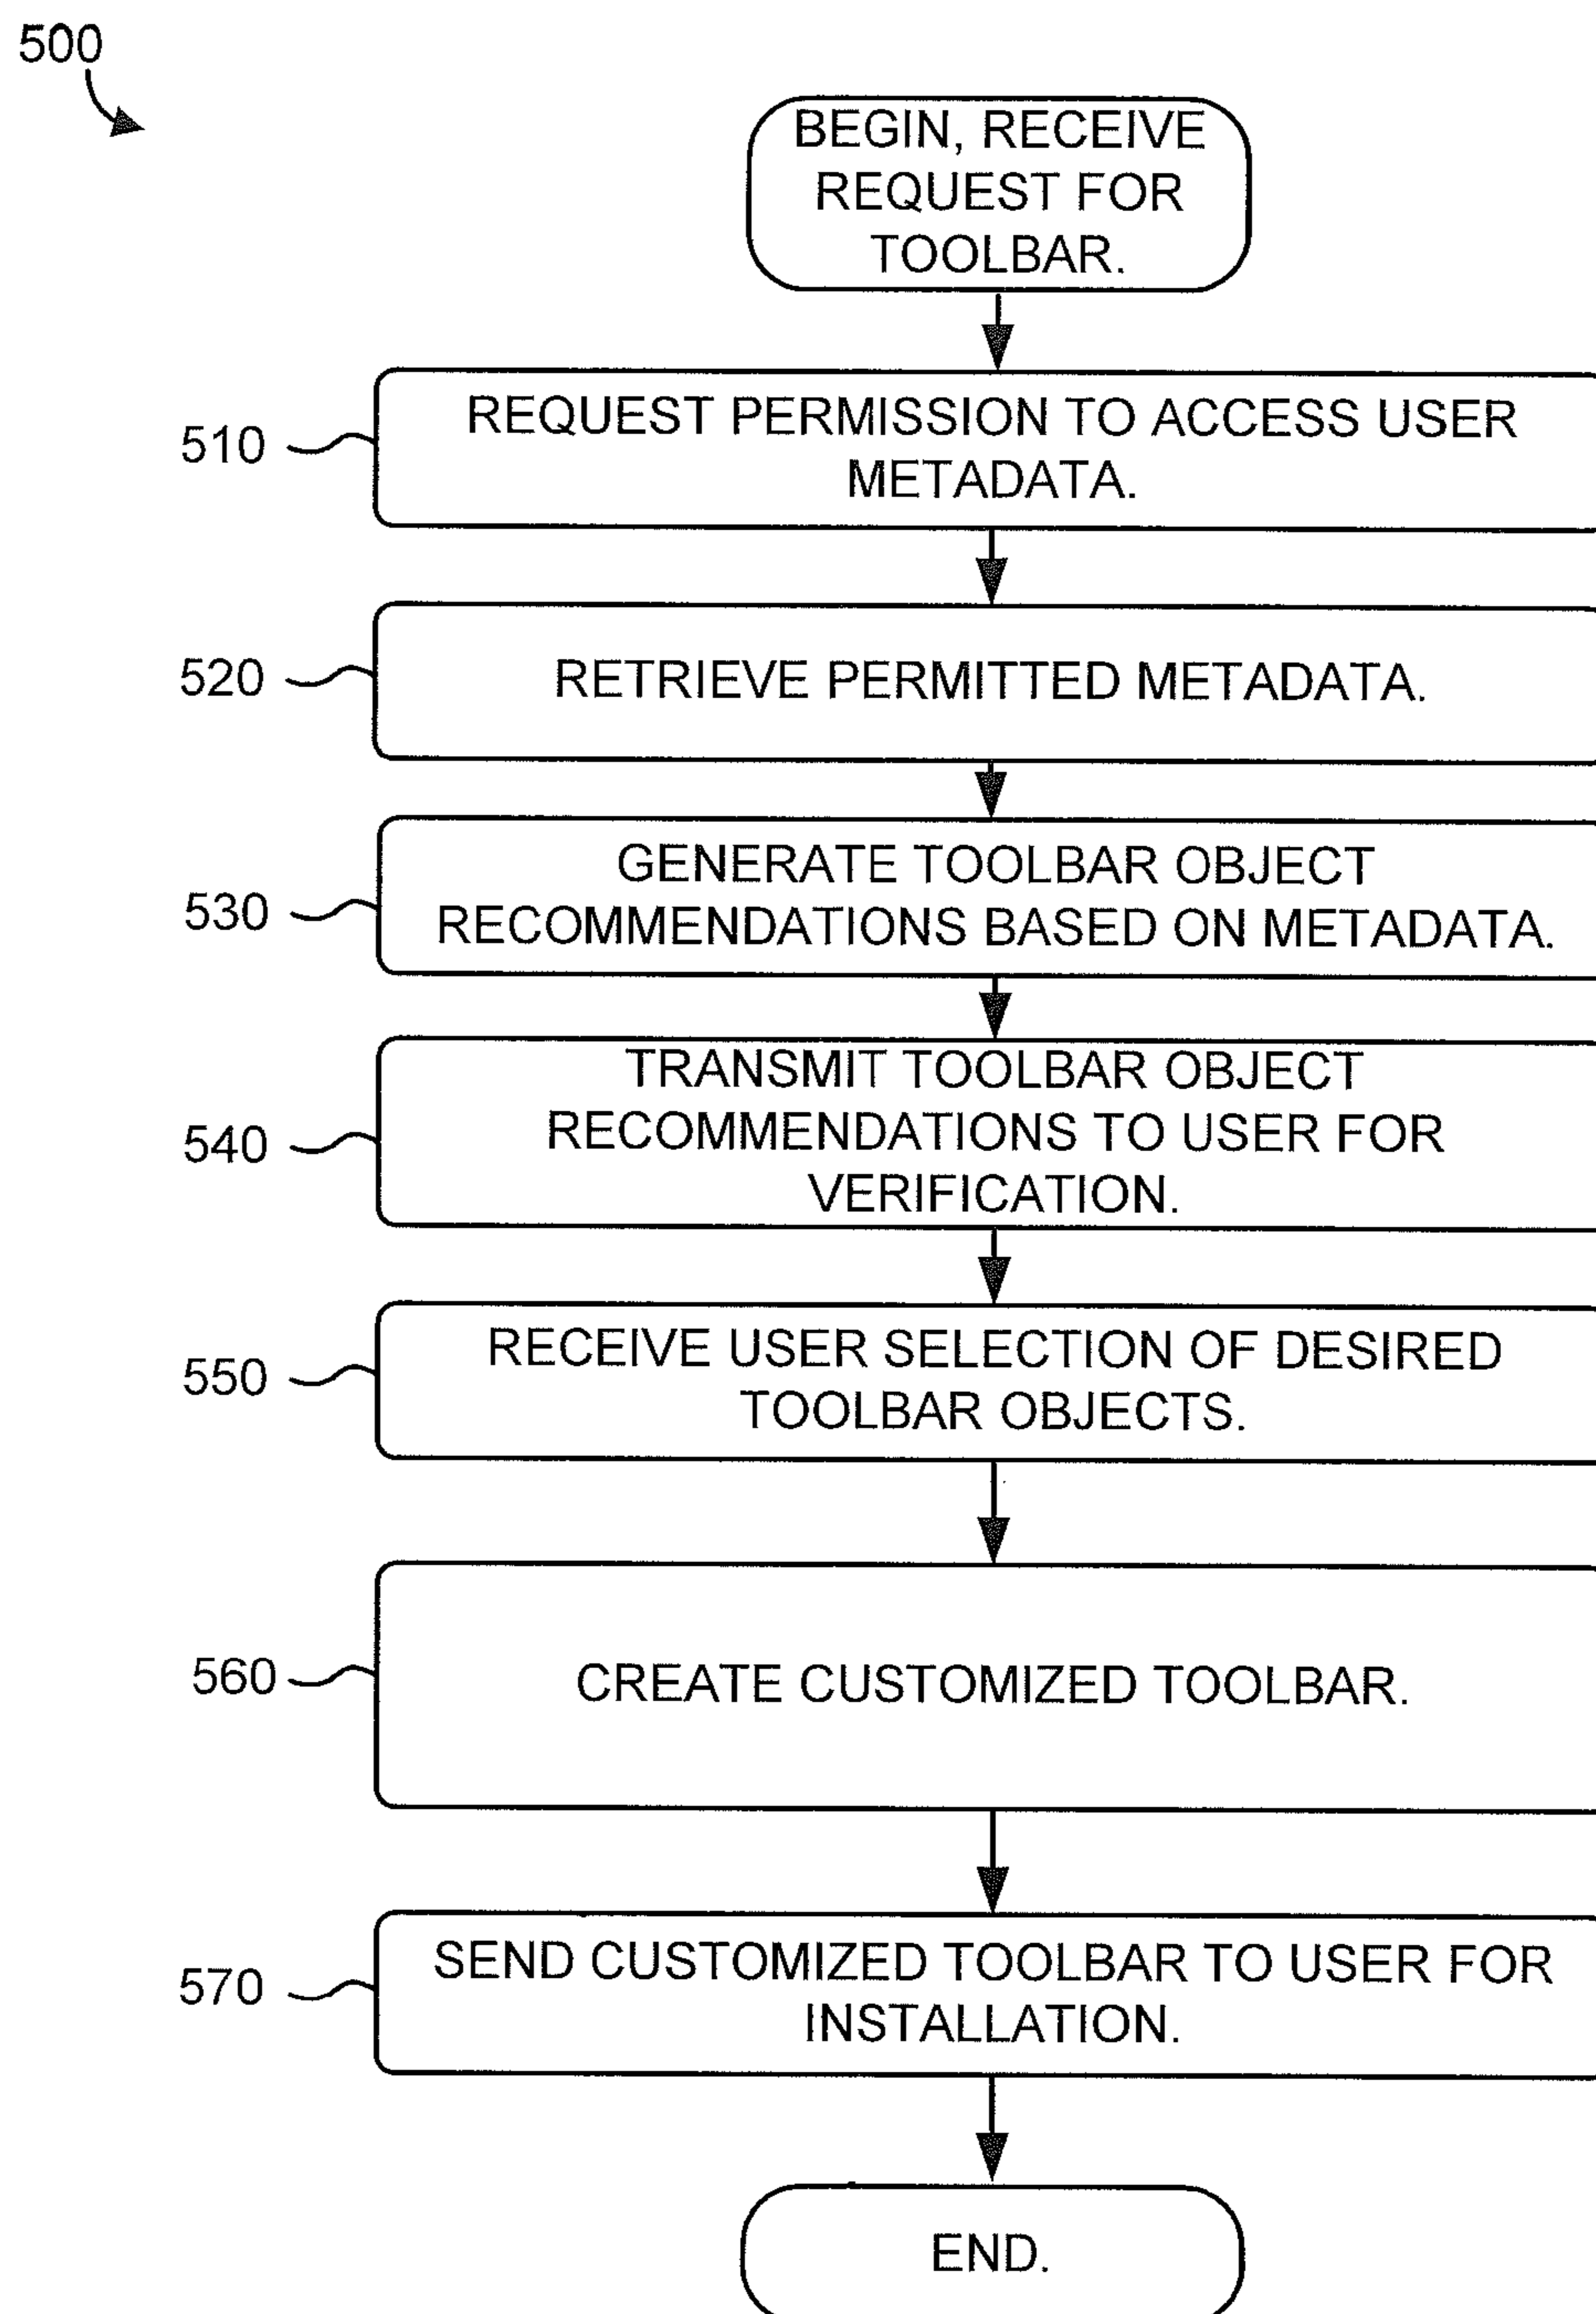 500
BEGIN, RECEIVE
REQUEST FOR
TOOLBAR.
510
REQUEST PERMISSION TO ACCESS USER
METADATA.
520
RETRIEVE PERMITTED METADATA.
530
GENERATE TOOLBAR OBJECT
RECOMMENDATIONS BASED ON METADATA.
540
TRANSMIT TOOLBAR OBJECT
RECOMMENDATIONS TO USER FOR
VERIFICATION.
550
RECEIVE USER SELECTION OF DESIRED
TOOLBAR OBJECTS.
560
CREATE CUSTOMIZED TOOLBAR.
570
SEND CUSTOMIZED TOOLBAR TO USER FOR
INSTALLATION.
END.